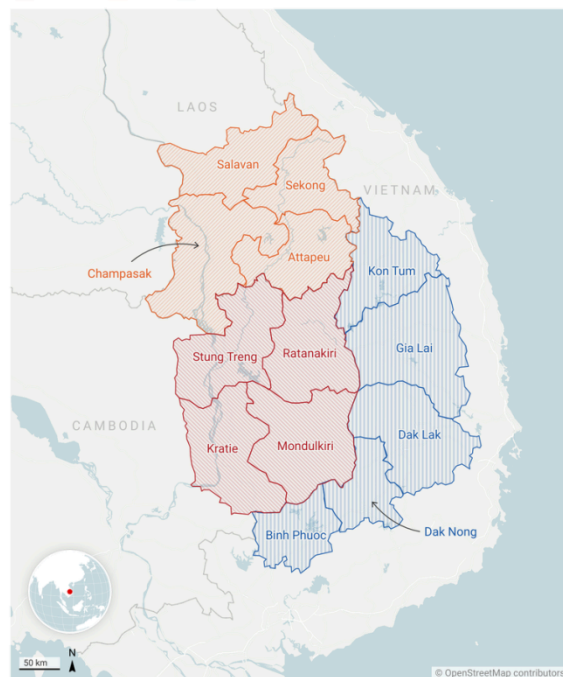 LAOS
Salavan
Sekong
VIETNAM
Champasak
Attapeu
Kon Tum
Stung Treng
Ratanakiri
Gia Lai
CAMBODIA
Kratie
Mondulkiri
Dak Lak
Binh Phuoc
Dak Nong
N
50 km
© OpenStreetMap contributors